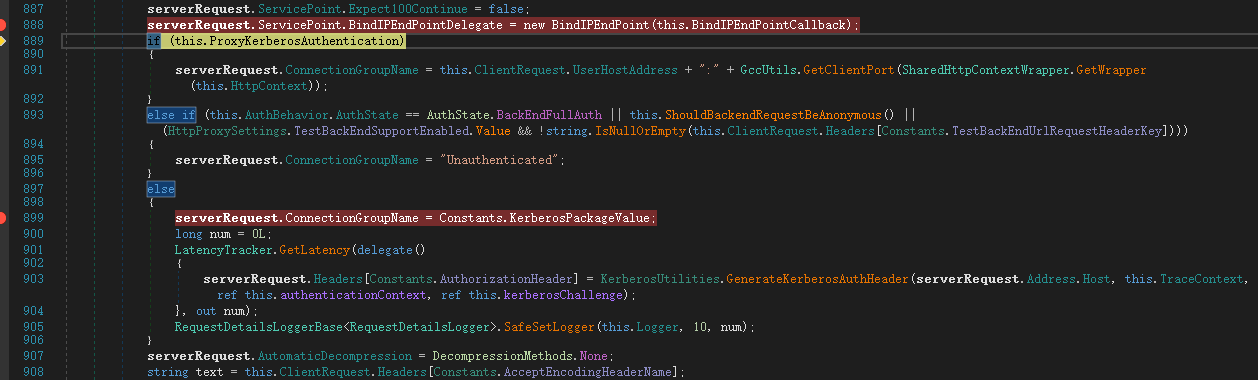 887 serverRequest.ServicePoint.Expect100Continue = false;
888 serverRequest.ServicePoint.BindIPEndPointDelegate = new BindIPEndPoint(this.BindIPEndPointCallback);
889 if (this.ProxyKerberosAuthentication)
890 {
891 serverRequest.ConnectionGroupName = this.ClientRequest.UserHostAddress + ":" + GccUtils.GetClientPort(SharedHttpContextWrapper.GetWrapper
(this.HttpContext));
892 }
893 else if (this.AuthBehavior.AuthState == AuthState.BackEndFullAuth || this.ShouldBackendRequestBeAnonymous() ||
(HttpProxySettings.TestBackEndSupportEnabled.Value && !string.IsNullOrEmpty(this.ClientRequest.Headers[Constants.TestBackEndUrlRequestHeaderKey])))
894 {
895 serverRequest.ConnectionGroupName = "Unauthenticated";
896 }
897 else
898 {
899 serverRequest.ConnectionGroupName = Constants.KerberosPackageValue;
900 long num = 0L;
901 LatencyTracker.GetLatency(delegate()
902 {
903 serverRequest.Headers[Constants.AuthorizationHeader] = KerberosUtilities.GenerateKerberosAuthHeader(serverRequest.Address.Host, this.TraceContext,
ref this.authenticationContext, ref this.kerberosChallenge);
904 }, out num);
905 RequestDetailsLoggerBase<RequestDetailsLogger>.SafeSetLogger(this.Logger, 10, num);
906 }
907 serverRequest.AutomaticDecompression = DecompressionMethods.None;
908 string text = this.ClientRequest.Headers[Constants.AcceptEncodingHeaderName];